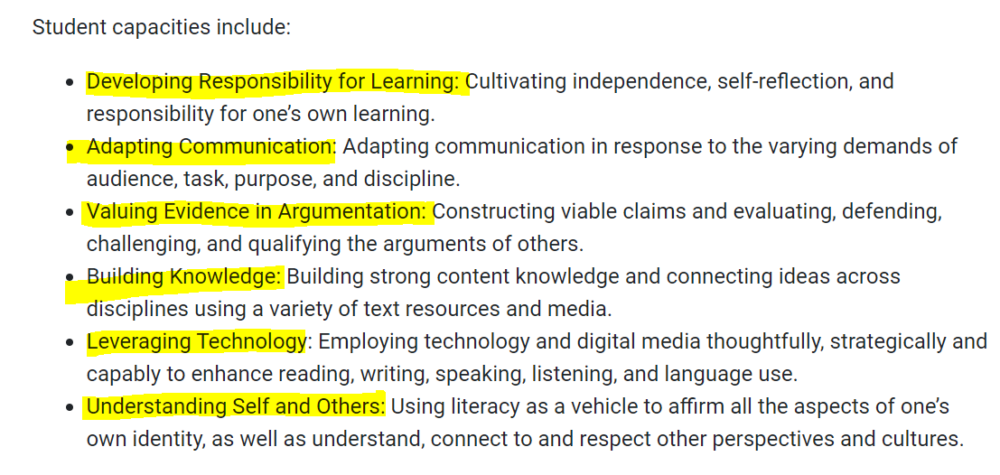 Student capacities include:
• Developing Responsibility for Learning: Cultivating independence, self-reflection, and
responsibility for one’s own learning.
• Adapting Communication: Adapting communication in response to the varying demands of
audience, task, purpose, and discipline.
• Valuing Evidence in Argumentation: Constructing viable claims and evaluating, defending,
challenging, and qualifying the arguments of others.
• Building Knowledge: Building strong content knowledge and connecting ideas across
disciplines using a variety of text resources and media.
• Leveraging Technology: Employing technology and digital media thoughtfully, strategically and
capably to enhance reading, writing, speaking, listening, and language use.
• Understanding Self and Others: Using literacy as a vehicle to affirm all the aspects of one’s
own identity, as well as understand, connect to and respect other perspectives and cultures.